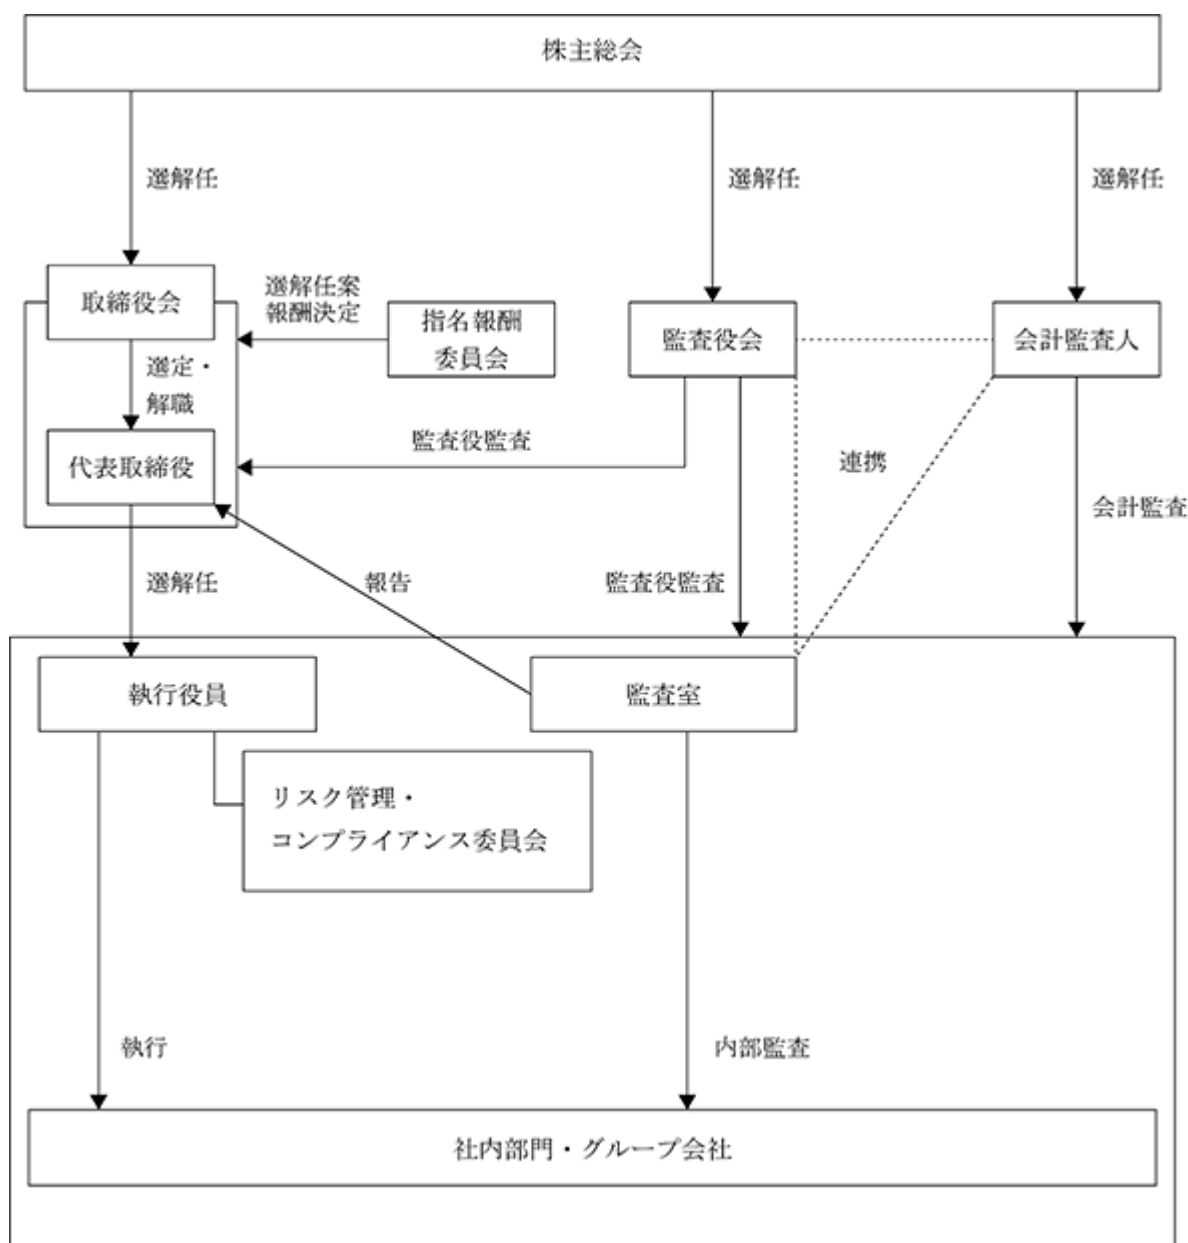 株主総会
選解任
選解任
選解任
取締役会
選解任案
報酬決定
指名報酬
委員会
監査役会
会計監査人
選定・
解職
代表取締役
監査役監査
連携
会計監査
選解任
報告
監査役監査
執行役員
監査室
リスク管理・
コンプライアンス委員会
執行
内部監査
社内部門・グループ会社